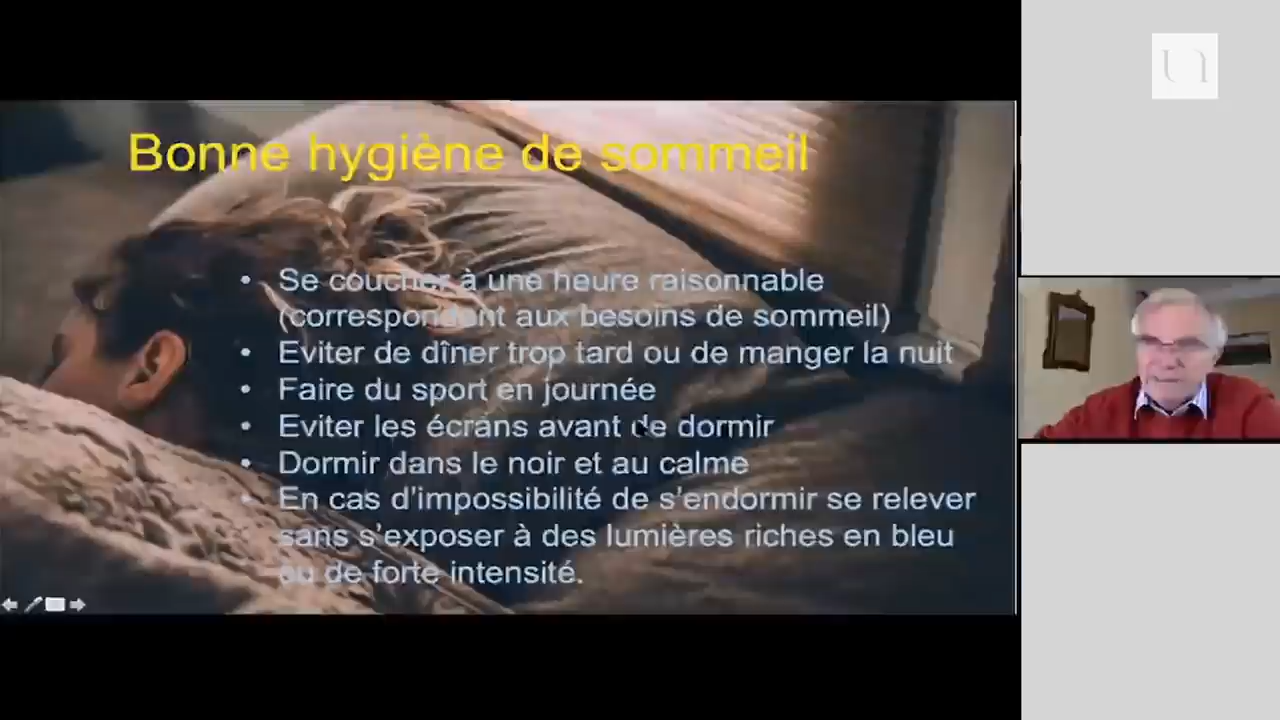 Bonne hygiène de sommeil
• Se coucher à une heure raisonnable
(correspondant aux besoins de sommeil)
• Eviter de dîner trop tard ou de manger la nuit
• Faire du sport en journée
• Eviter les écrans avant de dormir
• Dormir dans le noir et au calme
• En cas d'impossibilité de s'endormir se relever
sans s'exposer à des lumières riches en bleu
ou de forte intensité.